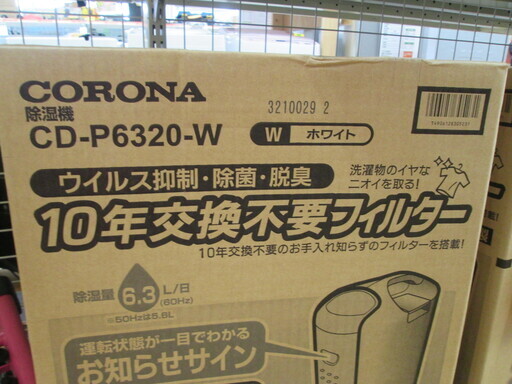 CORONA
除湿機
CD-P6320-W
3210029 2
W ホワイト
ウイルス抑制・除菌・脱臭
洗濯物のイヤな
ニオイを取る!
10年交換不要フィルター
10年交換不要のお手入れ知らずのフィルターを搭載!
除湿量 6.3 L/日
(60Hz)
※50Hzは5.6L
運転状態が一目でわかる
お知らせサイン